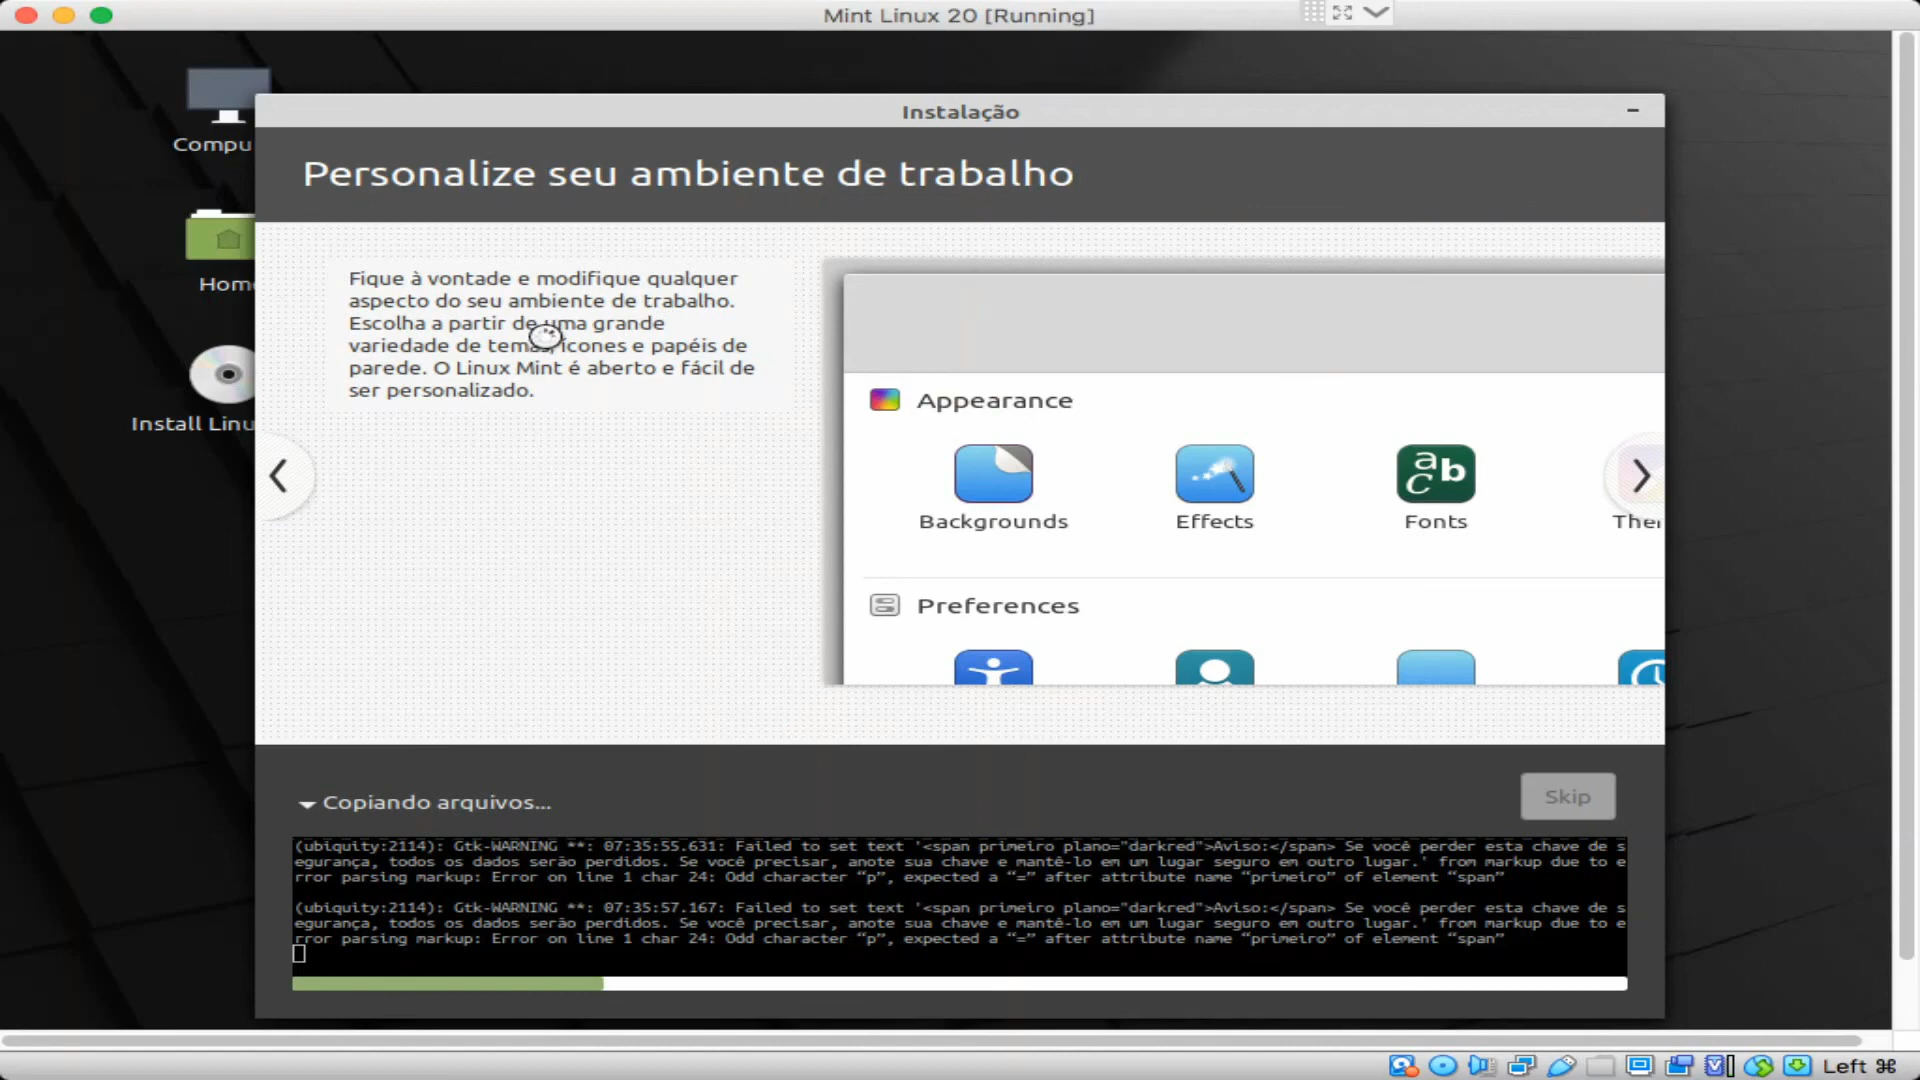 Mint Linux 20 [Running]
Compu
Instalação
Personalize seu ambiente de trabalho
Home
Install Linu
Fique à vontade e modifique qualquer
aspecto do seu ambiente de trabalho.
Escolha a partir de uma grande
variedade de temas, ícones e papéis de
parede. O Linux Mint é aberto e fácil de
ser personalizado.
Appearance
Backgrounds
Effects
Fonts
Ther
Preferences
Copiando arquivos...
Skip
(ubiquity:2114): Gtk-WARNING **: 07:35:55.631: Failed to set text '<span primeiro plano="darkred">Aviso:</span> Se você perder esta chave de s
egurança, todos os dados serão perdidos. Se você precisar, anote sua chave e mantê-lo em um lugar seguro em outro lugar.' from markup due to e
rror parsing markup: Error on line 1 char 24: Odd character “p”, expected a “=” after attribute name “primeiro” of element “span”
(ubiquity:2114): Gtk-WARNING **: 07:35:57.167: Failed to set text '<span primeiro plano="darkred">Aviso:</span> Se você perder esta chave de s
egurança, todos os dados serão perdidos. Se você precisar, anote sua chave e mantê-lo em um lugar seguro em outro lugar.' from markup due to e
rror parsing markup: Error on line 1 char 24: Odd character “p”, expected a “=” after attribute name “primeiro” of element “span”
Left ⌘